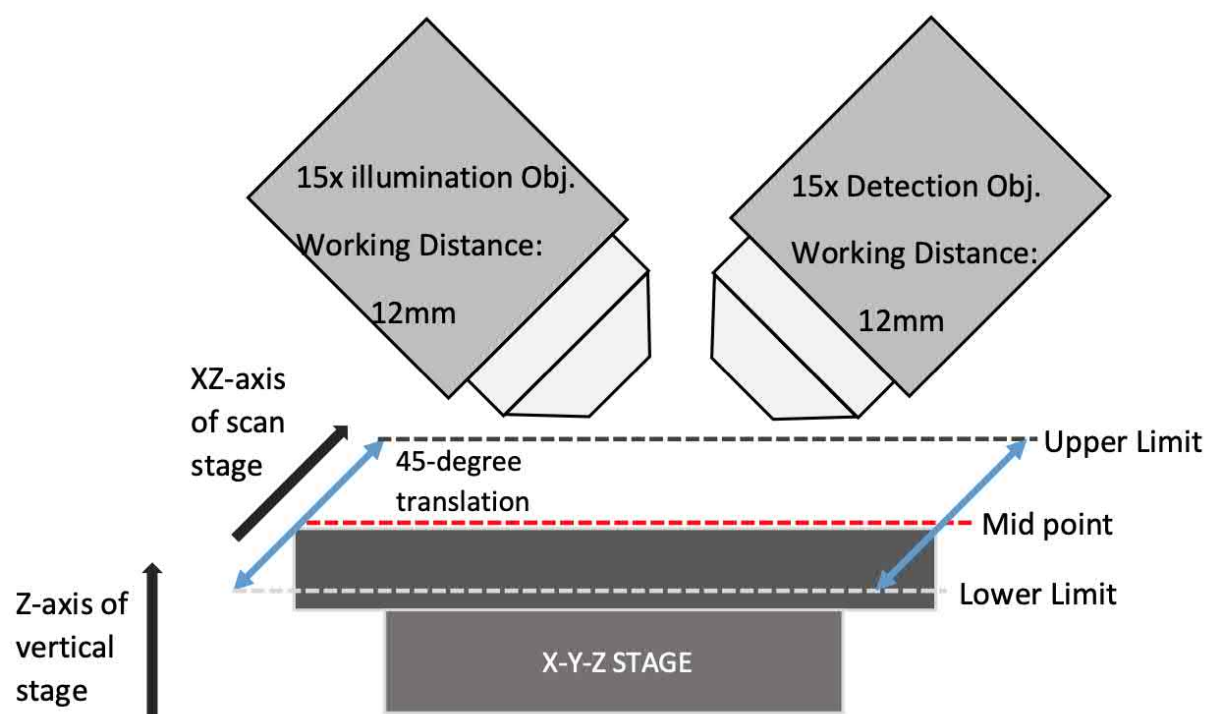 15x illumination Obj.
Working Distance:
12mm
15x Detection Obj.
Working Distance:
12mm
XZ-axis
of scan
stage
45-degree
translation
Upper Limit
Mid point
Lower Limit
Z-axis of
vertical
stage
X-Y-Z STAGE